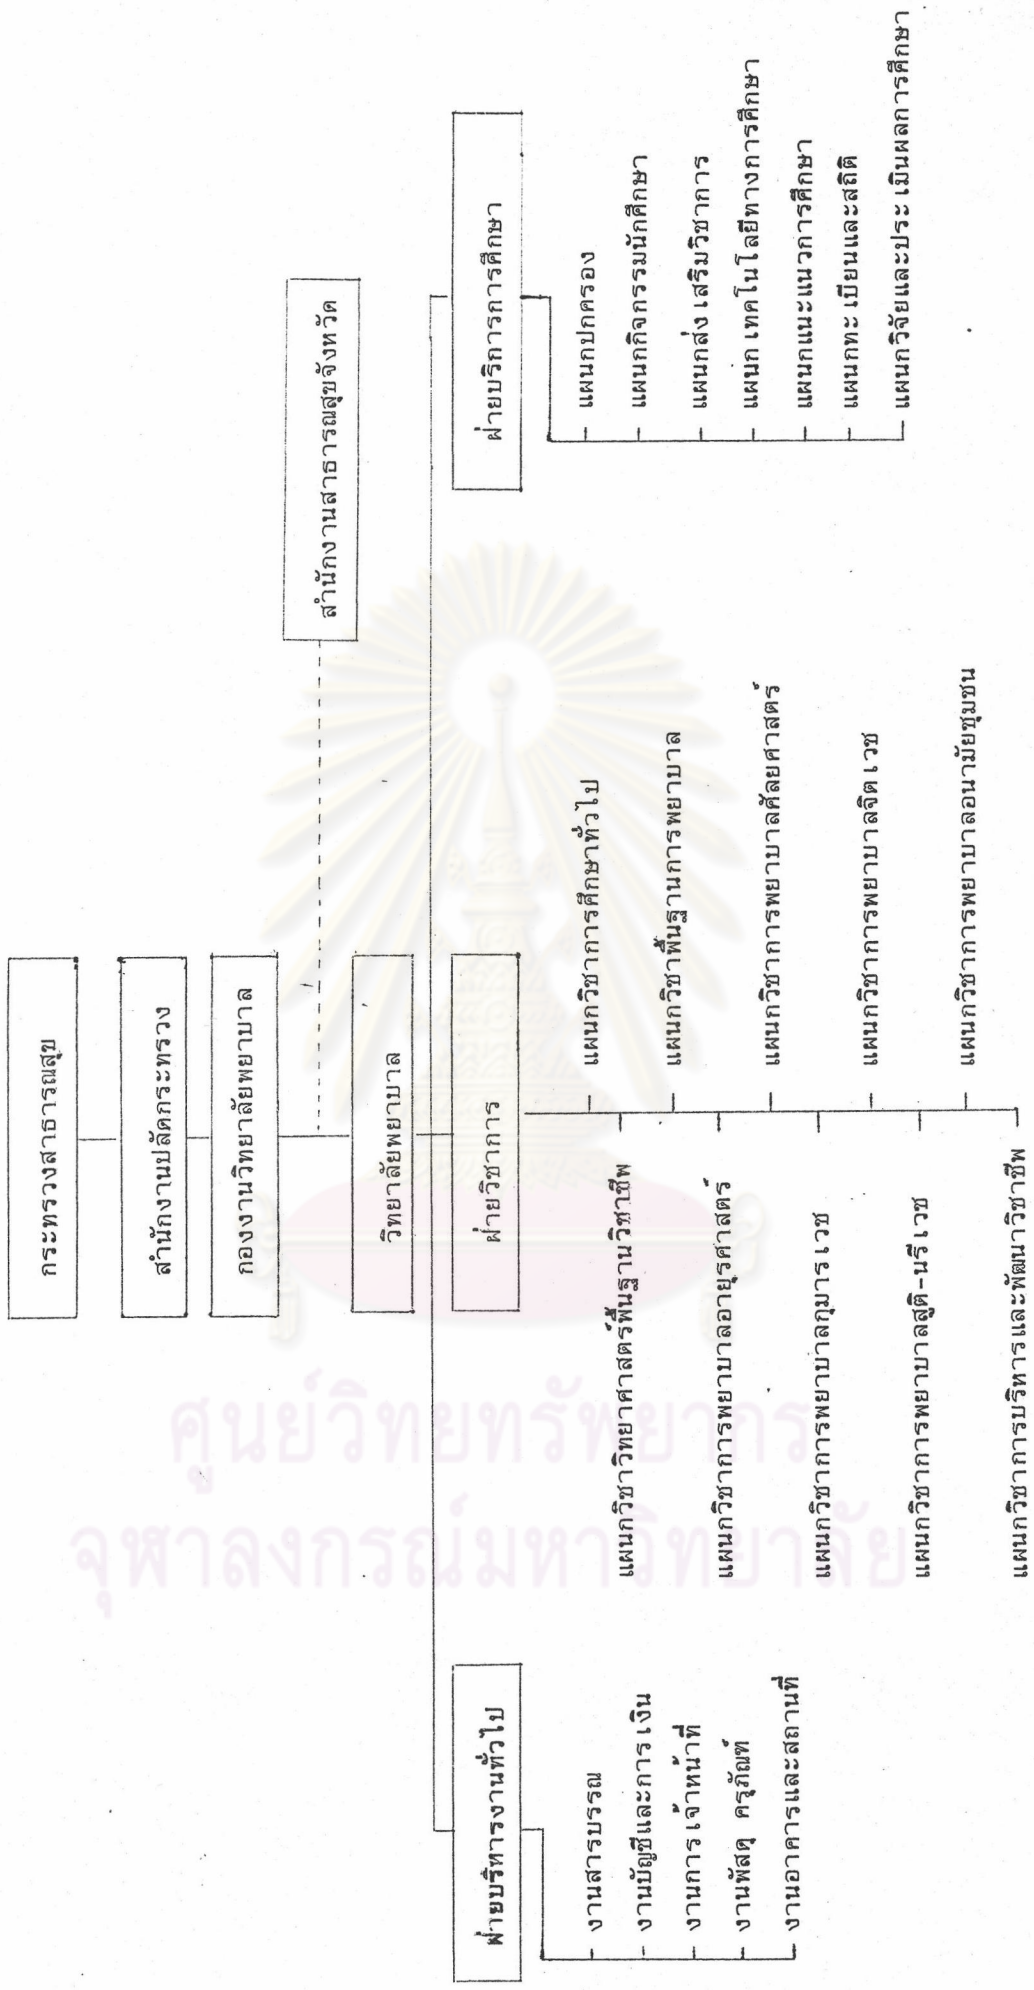 กระทรวงสาธารณสุข
สำนักงานปลัดกระทรวง
กองงานวิทยาลัยพยาบาล
สำนักงานสาธารณสุขจังหวัด
วิทยาลัยพยาบาล
ฝ่ายบริหารงานทั่วไป
งานสารบรรณ
งานบัญชีและการเงิน
งานการเจ้าหน้าที่
งานพัสดุ ครุภัณฑ์
งานอาคารและสถานที่
ฝ่ายวิชาการ
แผนกวิชาการศึกษาทั่วไป
แผนกวิชาวิทยาศาสตร์พื้นฐานวิชาชีพ
แผนกวิชาพื้นฐานการพยาบาล
แผนกวิชาการพยาบาลอายุรศาสตร์
แผนกวิชาการพยาบาลศัลยศาสตร์
แผนกวิชาการพยาบาลกุมารเวช
แผนกวิชาการพยาบาลจิตเวช
แผนกวิชาการพยาบาลสูติ-นรีเวช
แผนกวิชาการพยาบาลอนามัยชุมชน
แผนกวิชาการบริหารและพัฒนาวิชาชีพ
ฝ่ายบริการการศึกษา
แผนกปกครอง
แผนกกิจกรรมนักศึกษา
แผนกส่งเสริมวิชาการ
แผนกเทคโนโลยีทางการศึกษา
แผนกแนะแนวการศึกษา
แผนกทะเบียนและสถิติ
แผนกวิจัยและประเมินผลการศึกษา
ศูนย์วิทยทรัพยากร
จุฬาลงกรณ์มหาวิทยาลัย